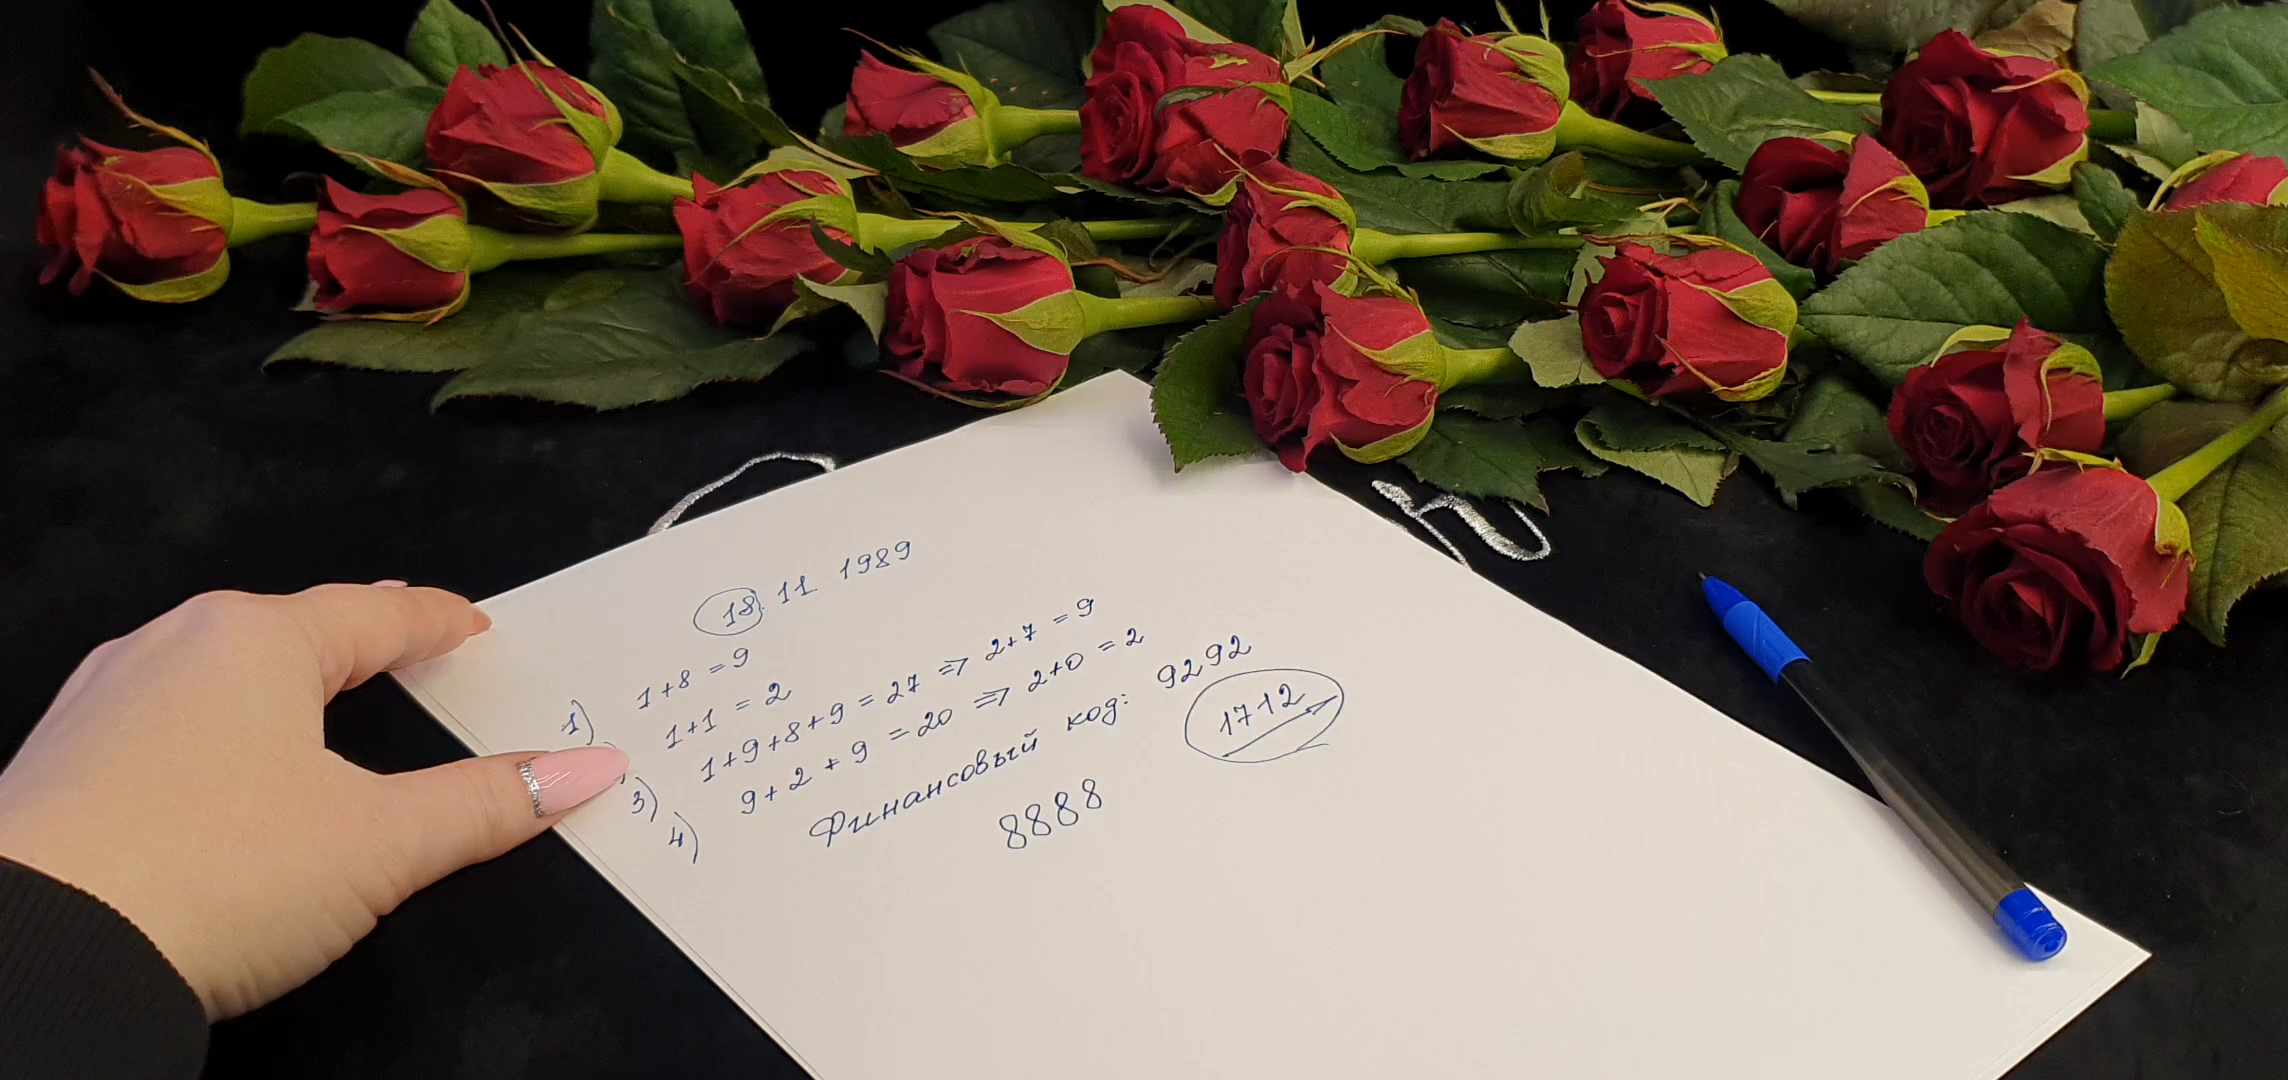 18. 11 1989
1) 1+8 = 9
1+1 = 2
3) 1+9+8+9 = 27 => 2+7 = 9
4) 9+2+9 = 20 => 2+0 = 2
Финансовый код: 9292
1712
8888